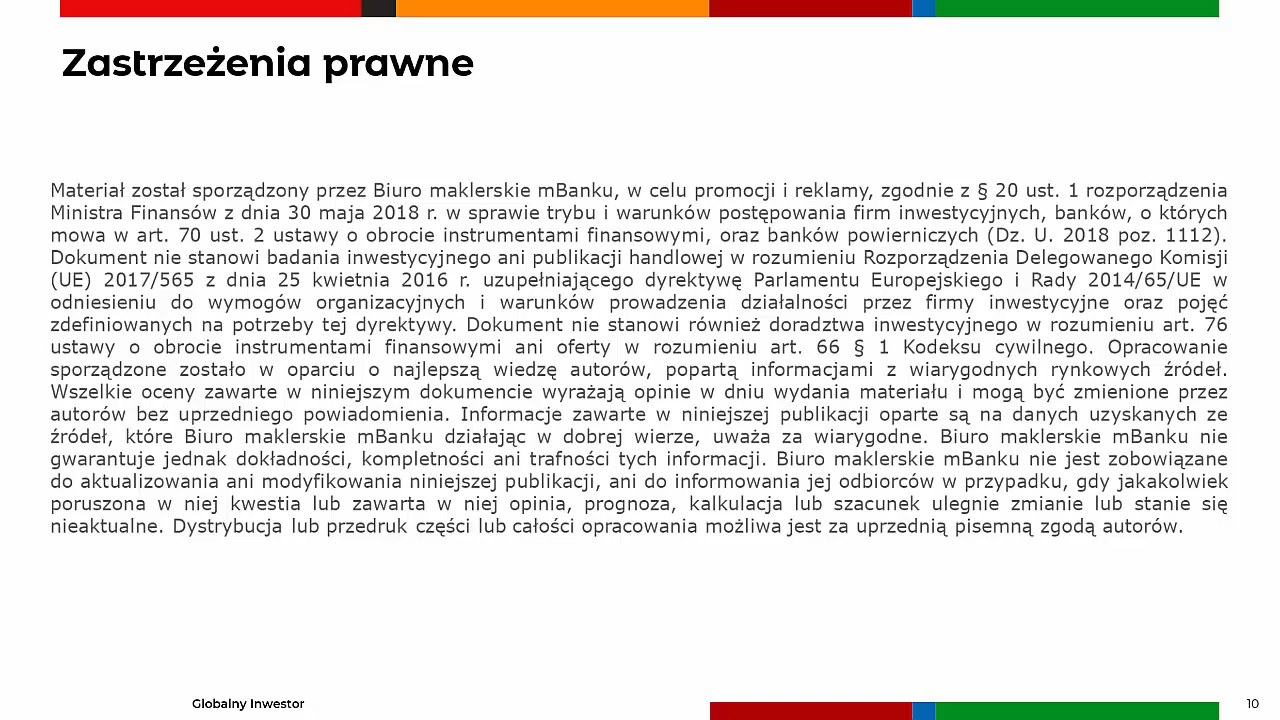 Zastrzeżenia prawne
Materiał został sporządzony przez Biuro maklerskie mBanku, w celu promocji i reklamy, zgodnie z § 20 ust. 1 rozporządzenia
Ministra Finansów z dnia 30 maja 2018 r. w sprawie trybu i warunków postępowania firm inwestycyjnych, banków, o których
mowa w art. 70 ust. 2 ustawy o obrocie instrumentami finansowymi, oraz banków powierniczych (Dz. U. 2018 poz. 1112).
Dokument nie stanowi badania inwestycyjnego ani publikacji handlowej w rozumieniu Rozporządzenia Delegowanego Komisji
(UE) 2017/565 z dnia 25 kwietnia 2016 r. uzupełniającego dyrektywę Parlamentu Europejskiego i Rady 2014/65/UE w
odniesieniu do wymogów organizacyjnych i warunków prowadzenia działalności przez firmy inwestycyjne oraz pojęć
zdefiniowanych na potrzeby tej dyrektywy. Dokument nie stanowi również doradztwa inwestycyjnego w rozumieniu art. 76
ustawy o obrocie instrumentami finansowymi ani oferty w rozumieniu art. 66 § 1 Kodeksu cywilnego. Opracowanie
sporządzone zostało w oparciu o najlepszą wiedzę autorów, popartą informacjami z wiarygodnych rynkowych źródeł.
Wszelkie oceny zawarte w niniejszym dokumencie wyrażają opinie w dniu wydania materiału i mogą być zmienione przez
autorów bez uprzedniego powiadomienia. Informacje zawarte w niniejszej publikacji oparte są na danych uzyskanych ze
źródeł, które Biuro maklerskie mBanku działając w dobrej wierze, uważa za wiarygodne. Biuro maklerskie mBanku nie
gwarantuje jednak dokładności, kompletności ani trafności tych informacji. Biuro maklerskie mBanku nie jest zobowiązane
do aktualizowania ani modyfikowania niniejszej publikacji, ani do informowania jej odbiorców w przypadku, gdy jakakolwiek
poruszona w niej kwestia lub zawarta w niej opinia, prognoza, kalkulacja lub szacunek ulegnie zmianie lub stanie się
nieaktualne. Dystrybucja lub przedruk części lub całości opracowania możliwa jest za uprzednią pisemną zgodą autorów.
Globalny Inwestor
10